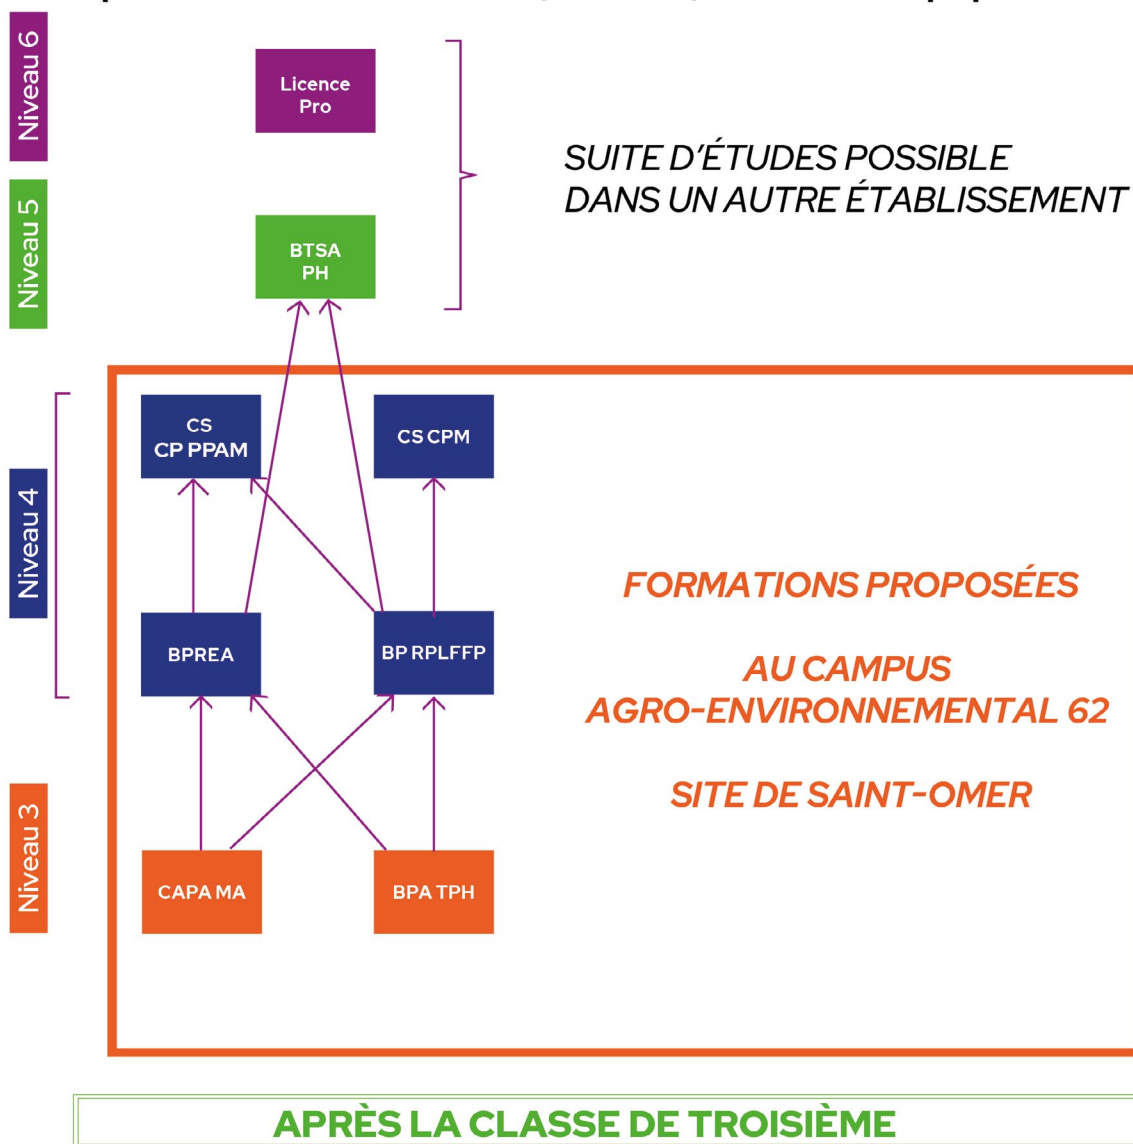 Niveau 6
Licence
Pro
SUITE D'ÉTUDES POSSIBLE
DANS UN AUTRE ÉTABLISSEMENT
Niveau 5
BTSA
PH
Niveau 4
CS
CP PPAM
CS CPM
BPREA
BP RPLFFP
FORMATIONS PROPOSÉES
AU CAMPUS
AGRO-ENVIRONNEMENTAL 62
SITE DE SAINT-OMER
Niveau 3
CAPA MA
BPA TPH
APRÈS LA CLASSE DE TROISIÈME